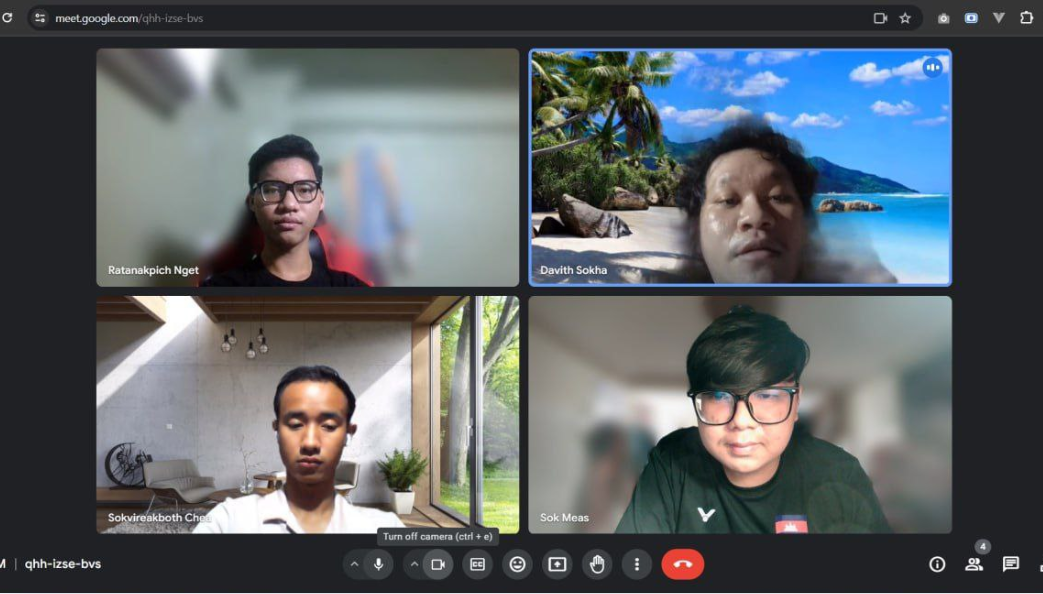 meet.google.com/qhh-izse-bvs
Ratanakpich Nget
Davith Sokha
Sokvireakboth
Sok Meas
Turn off camera (ctrl + e)
M | qhh-izse-bvs
CC
4